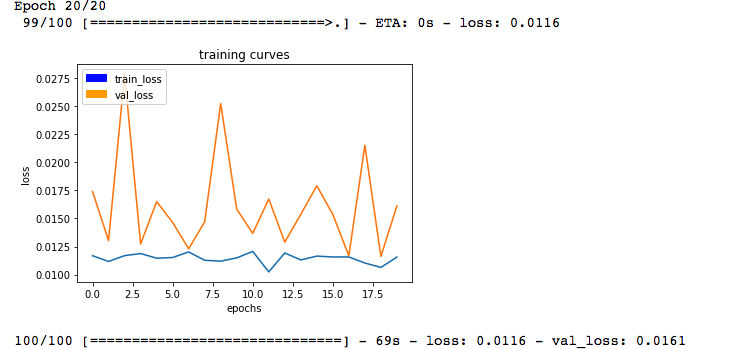 Epoch 20/20
99/100 [============================>.] - ETA: 0s - loss: 0.0116
training curves
train_loss
val_loss
0.0275
0.0250
0.0225
0.0200
0.0175
0.0150
0.0125
0.0100
loss
0.0 2.5 5.0 7.5 10.0 12.5 15.0 17.5
epochs
100/100 [==============================] - 69s - loss: 0.0116 - val_loss: 0.0161